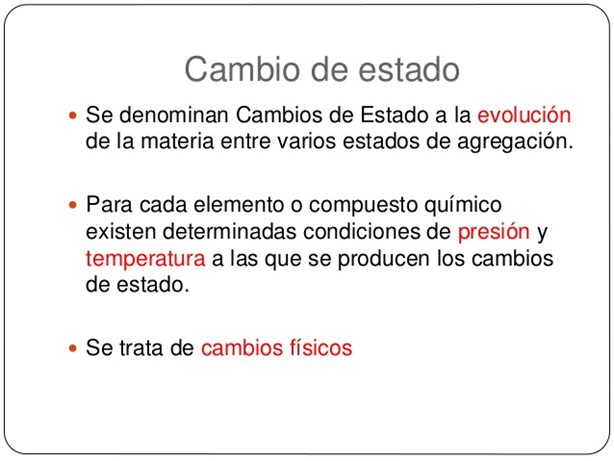 Cambio de estado
• Se denominan Cambios de Estado a la evolución
de la materia entre varios estados de agregación.
• Para cada elemento o compuesto químico
existen determinadas condiciones de presión y
temperatura a las que se producen los cambios
de estado.
• Se trata de cambios físicos